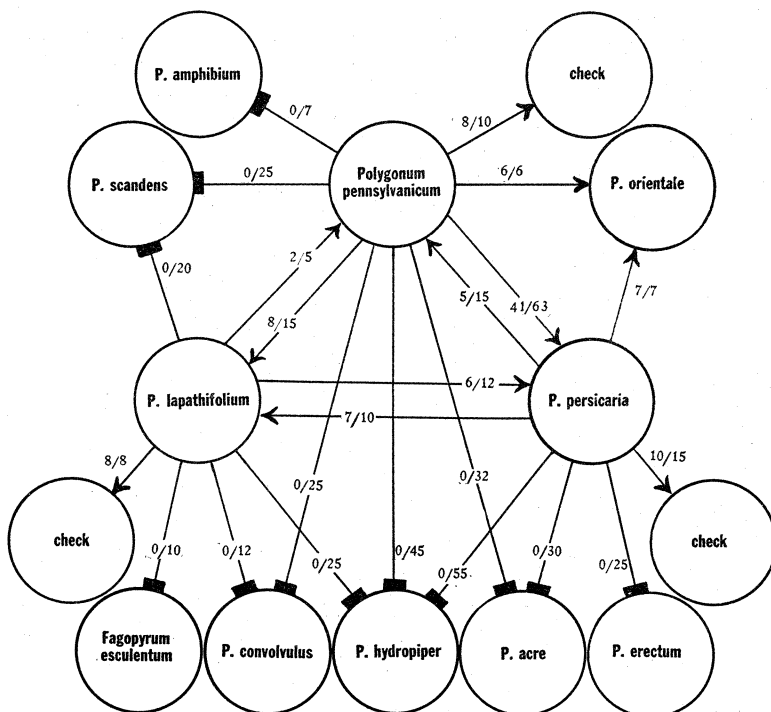 P. amphibium
check
0/7
8/10
P. scandens
0/25
Polygonum
pennsylvanicum
6/6
P. orientale
0/20
2/5
8/15
5/15
41/63
7/7
P. lapathifolium
6/12
7/10
P. persicaria
8/8
0/25
0/32
10/15
check
0/10
0/12
0/25
0/45
0/55
0/30
0/25
check
Fagopyrum
esculentum
P. convolvulus
P. hydropiper
P. acre
P. erectum